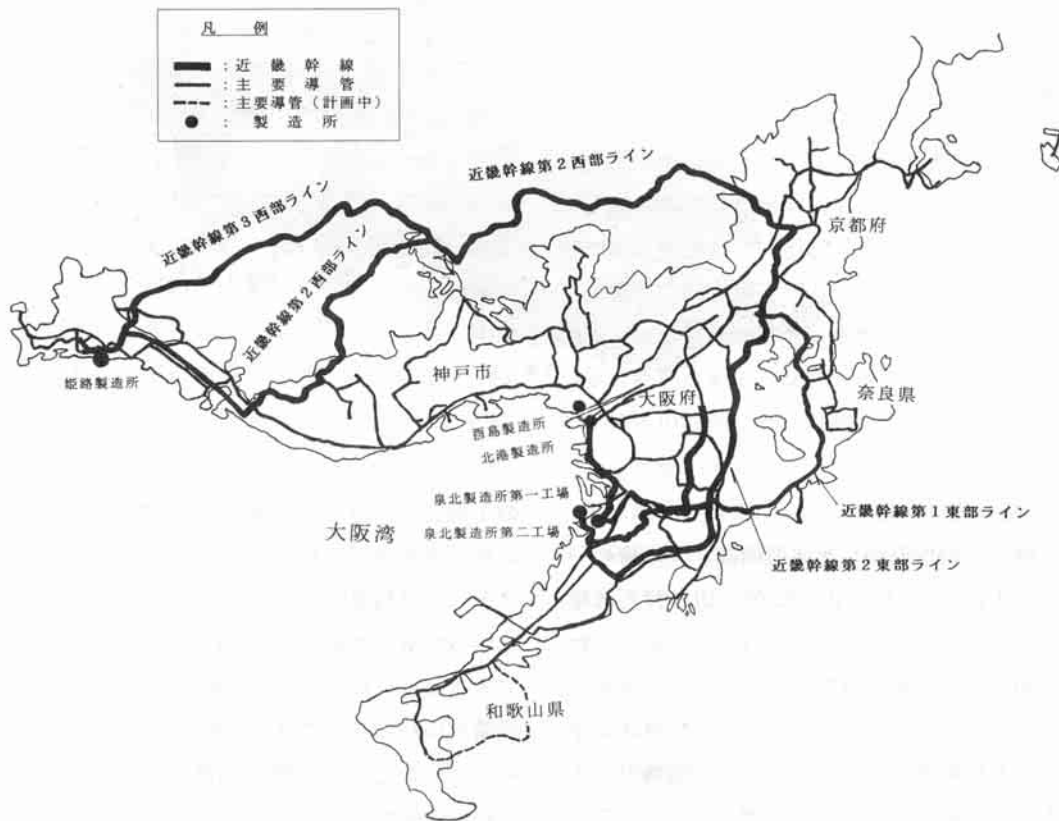 凡 例
: 近畿幹線
: 主要導管
: 主要導管(計画中)
: 製造所
近畿幹線第2西部ライン
近畿幹線第3西部ライン
近畿幹線第2西部ライン
京都府
姫路製造所
神戸市
大阪府
奈良県
酉島製造所
北港製造所
泉北製造所第一工場
大阪湾
泉北製造所第二工場
近畿幹線第1東部ライン
近畿幹線第2東部ライン
和歌山県